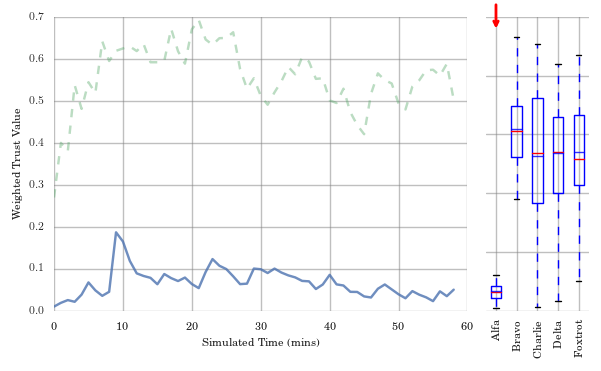 0.7
0.6
0.5
0.4
0.3
0.2
0.1
0.0
Weighted Trust Value
0 10 20 30 40 50 60
Simulated Time (mins)
Alfa
Bravo
Charlie
Delta
Foxtrot